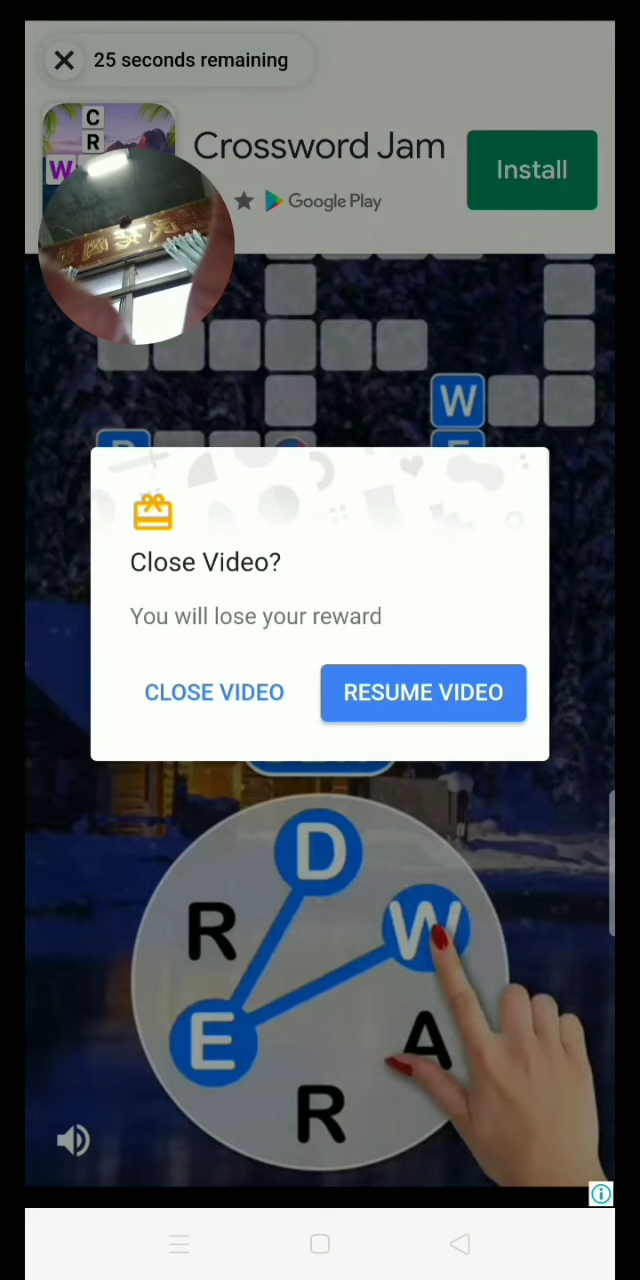 25 seconds remaining
C
R
W
Crossword Jam
Install
Google Play
W
Close Video?
You will lose your reward
CLOSE VIDEO
RESUME VIDEO
D
R
W
E
A
R